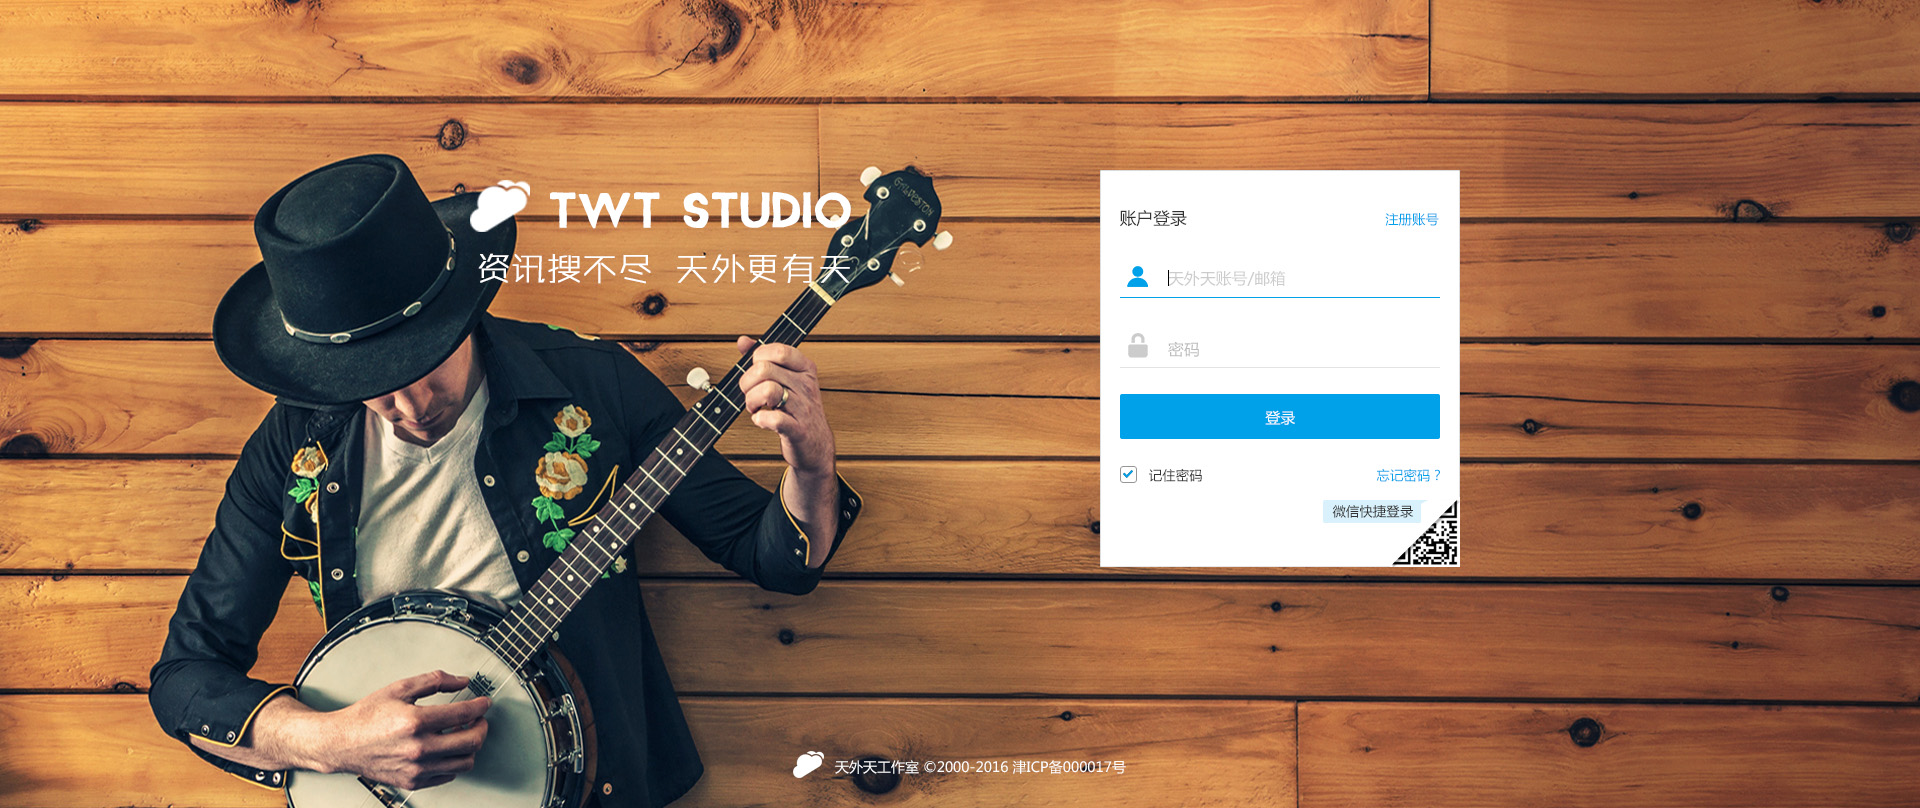 TWT STUDIO
资讯搜不尽 天外更有天
GALVESTON
账户登录
注册账号
天外天账号/邮箱
密码
登录
记住密码
忘记密码？
微信快捷登录
天外天工作室 ©2000-2016 津ICP备000017号